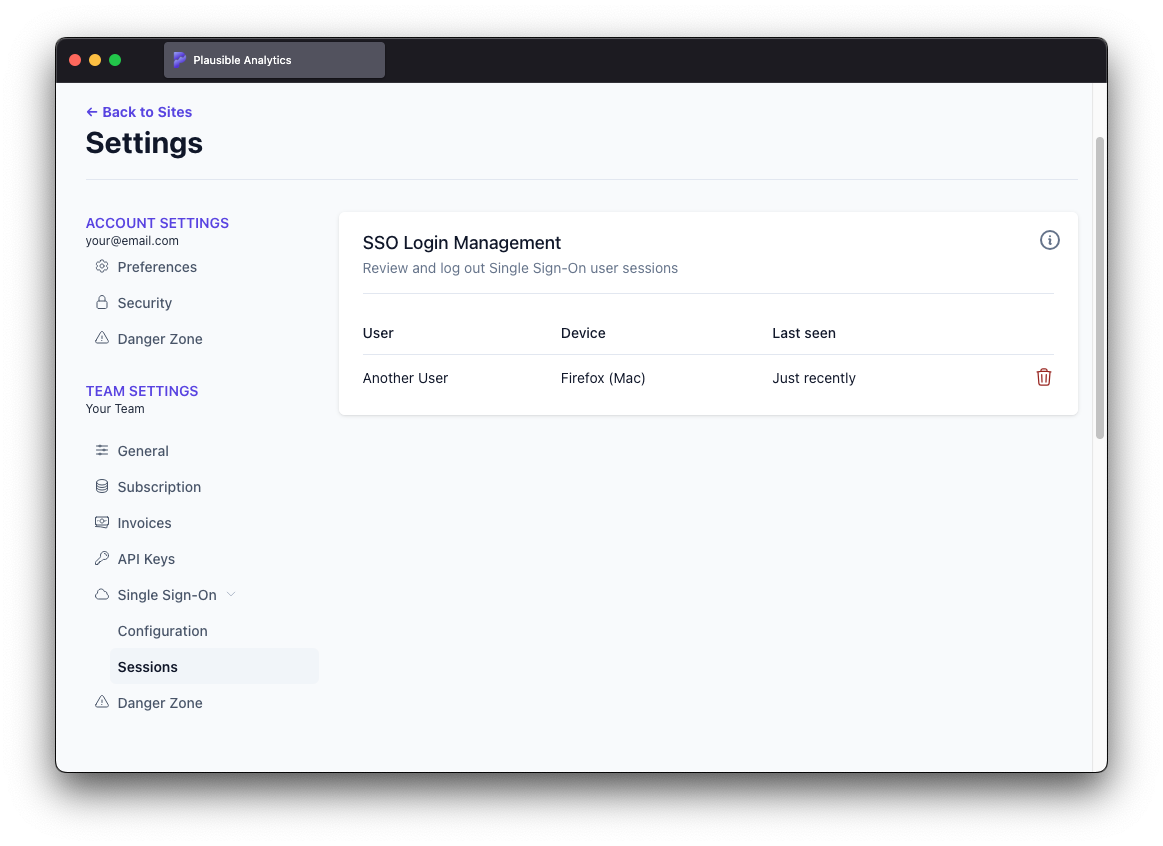 Plausible Analytics
← Back to Sites
Settings
ACCOUNT SETTINGS
your@email.com
Preferences
Security
Danger Zone
TEAM SETTINGS
Your Team
General
Subscription
Invoices
API Keys
Single Sign-On
Configuration
Sessions
Danger Zone
SSO Login Management
Review and log out Single Sign-On user sessions
User Device Last seen
Another User Firefox (Mac) Just recently